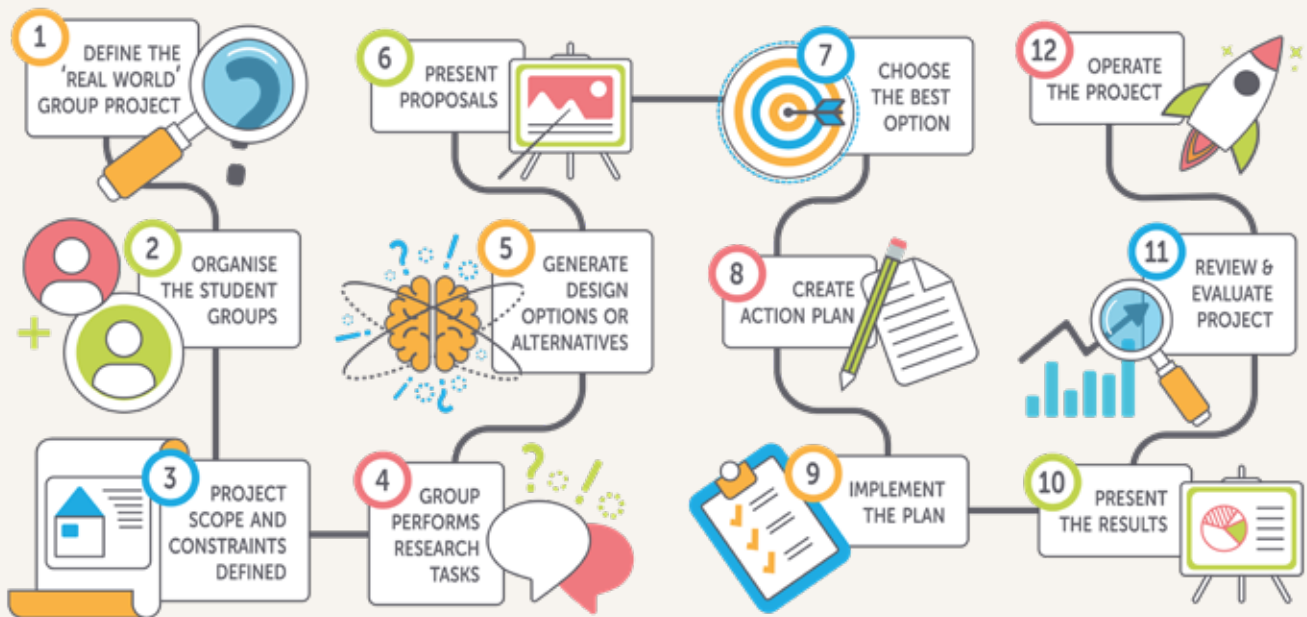 1
DEFINE THE
'REAL WORLD'
GROUP PROJECT
2
ORGANISE
THE STUDENT
GROUPS
3
PROJECT
SCOPE AND
CONSTRAINTS
DEFINED
4
GROUP
PERFORMS
RESEARCH
TASKS
5
GENERATE
DESIGN
OPTIONS OR
ALTERNATIVES
6
PRESENT
PROPOSALS
7
CHOOSE
THE BEST
OPTION
8
CREATE
ACTION PLAN
9
IMPLEMENT
THE PLAN
10
PRESENT
THE RESULTS
11
REVIEW &
EVALUATE
PROJECT
12
OPERATE
THE PROJECT